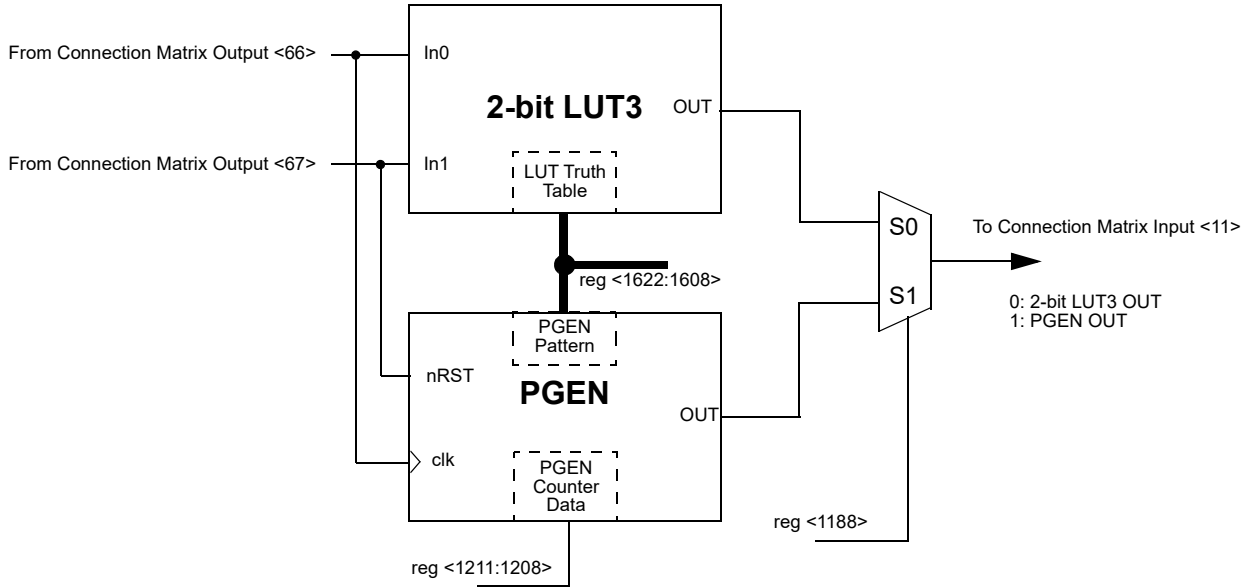 From Connection Matrix Output <66>
In0
2-bit LUT3
OUT
From Connection Matrix Output <67>
In1
LUT Truth
Table
S0
To Connection Matrix Input <11>
reg <1622:1608>
S1
0: 2-bit LUT3 OUT
1: PGEN OUT
PGEN
Pattern
nRST
PGEN
OUT
clk
PGEN
Counter
Data
reg <1188>
reg <1211:1208>